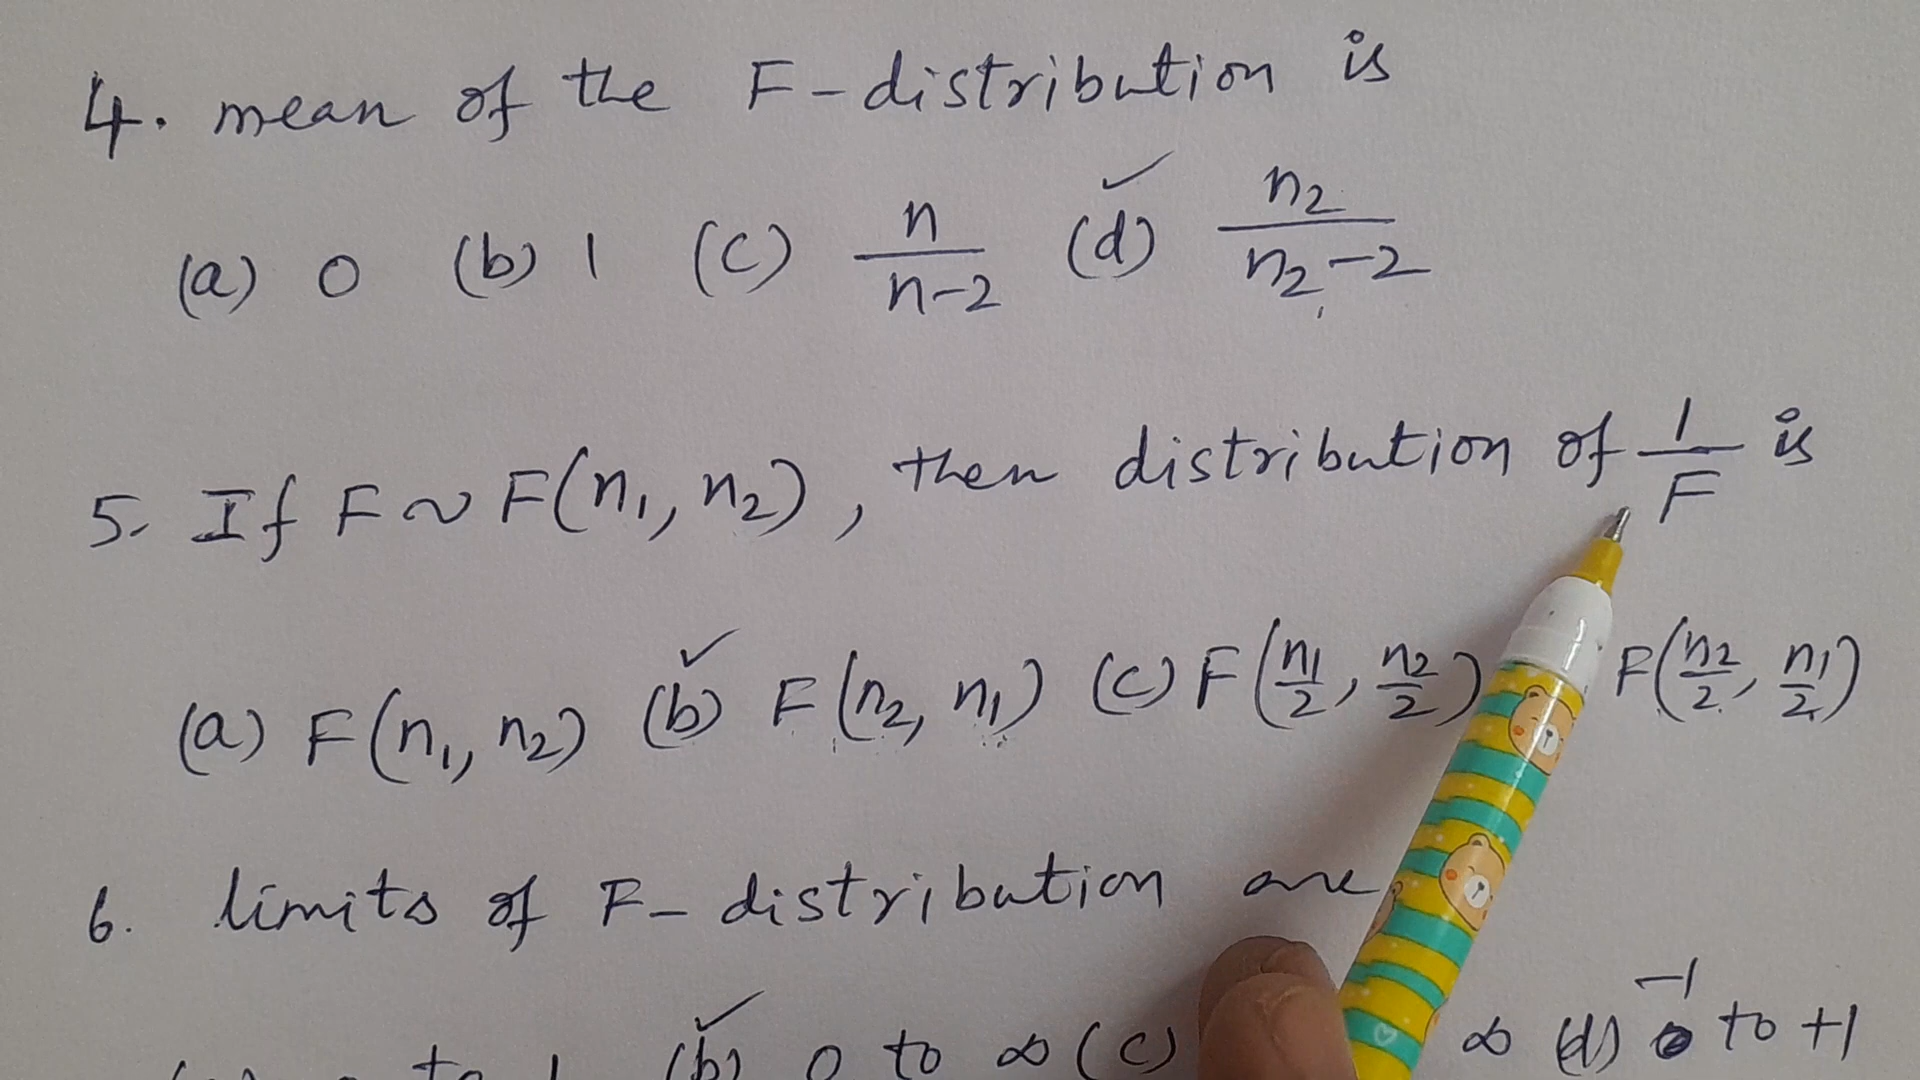 4. mean of the F-distribution is
(a) 0 (b) 1 (c) n/n-2 ✓(d) n₂/n₂-2
5. If F ~ F(n₁, n₂), then distribution of 1/F is
(a) F(n₁, n₂) ✓(b) F(n₂, n₁) (c) F(n₁/2, n₂/2) F(n₂/2, n₁/2)
6. limits of F-distribution are
to 1 ✓(b) 0 to ∞ (c) ∞ (d) -1 to +1